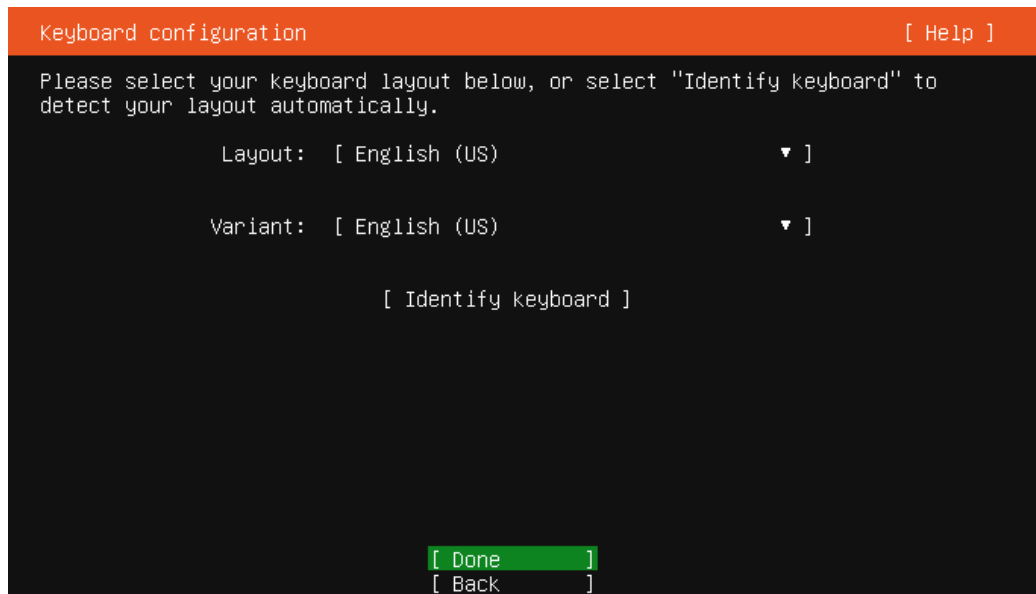 Keyboard configuration [ Help ]
Please select your keyboard layout below, or select "Identify keyboard" to
detect your layout automatically.
Layout: [ English (US) ▾ ]
Variant: [ English (US) ▾ ]
[ Identify keyboard ]
[ Done ]
[ Back ]